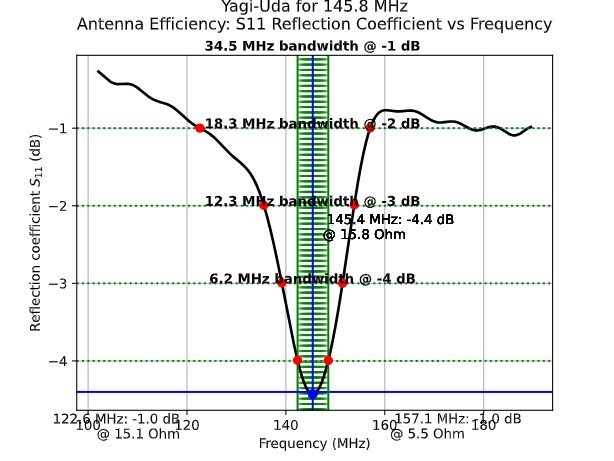 Yagi-Uda for 145.8 MHz
Antenna Efficiency: S11 Reflection Coefficient vs Frequency
34.5 MHz bandwidth @ -1 dB
18.3 MHz bandwidth @ -2 dB
12.3 MHz bandwidth @ -3 dB
145.4 MHz: -4.4 dB
@ 15.8 Ohm
6.2 MHz bandwidth @ -4 dB
−1
−2
−3
−4
Reflection coefficient S11 (dB)
122.6 MHz: -1.0 dB
@ 15.1 Ohm
157.1 MHz: -1.0 dB
@ 5.5 Ohm
100 120 140 160 180
Frequency (MHz)